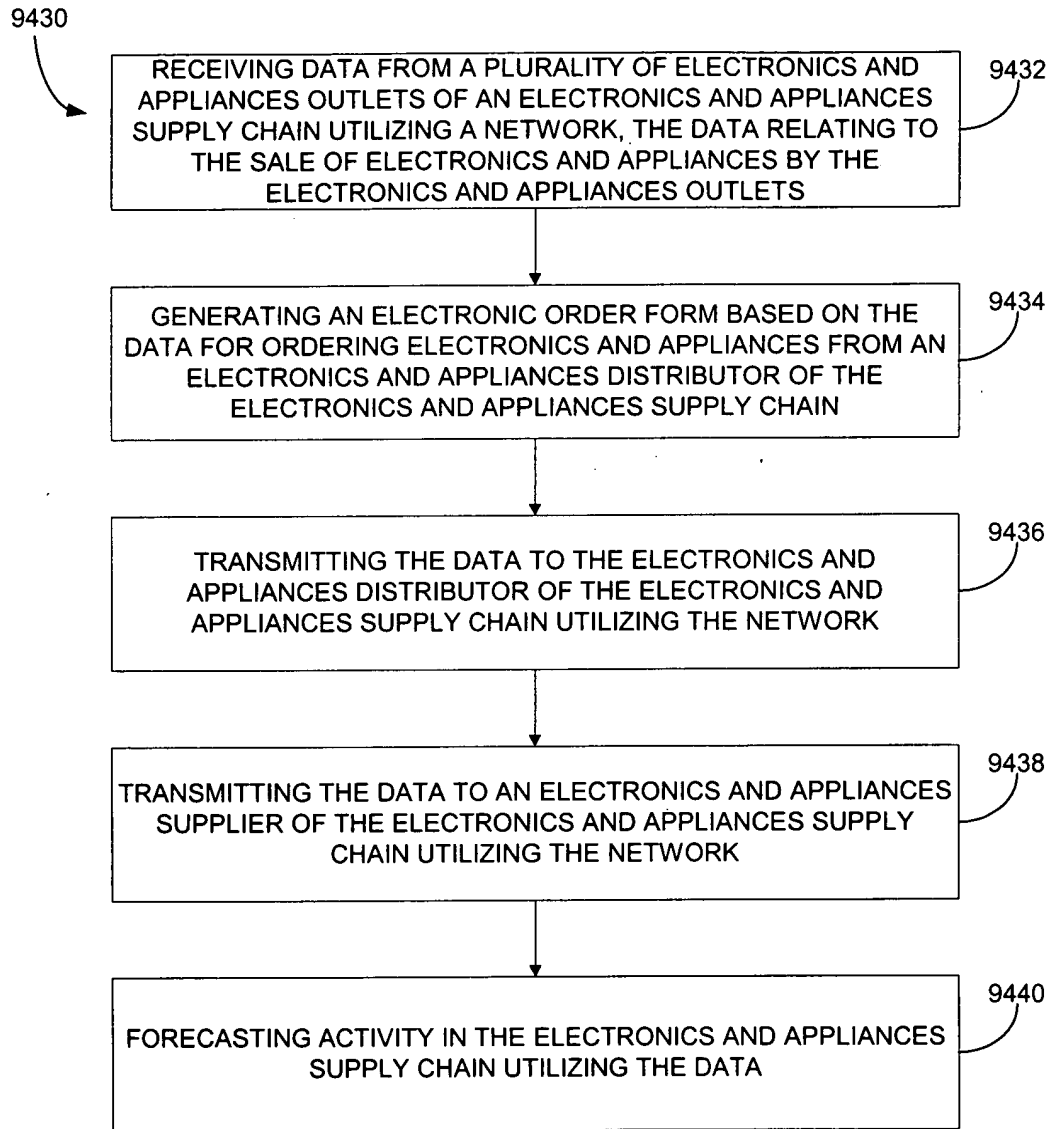 9430
RECEIVING DATA FROM A PLURALITY OF ELECTRONICS AND
APPLIANCES OUTLETS OF AN ELECTRONICS AND APPLIANCES
SUPPLY CHAIN UTILIZING A NETWORK, THE DATA RELATING TO
THE SALE OF ELECTRONICS AND APPLIANCES BY THE
ELECTRONICS AND APPLIANCES OUTLETS
9432
GENERATING AN ELECTRONIC ORDER FORM BASED ON THE
DATA FOR ORDERING ELECTRONICS AND APPLIANCES FROM AN
ELECTRONICS AND APPLIANCES DISTRIBUTOR OF THE
ELECTRONICS AND APPLIANCES SUPPLY CHAIN
9434
TRANSMITTING THE DATA TO THE ELECTRONICS AND
APPLIANCES DISTRIBUTOR OF THE ELECTRONICS AND
APPLIANCES SUPPLY CHAIN UTILIZING THE NETWORK
9436
TRANSMITTING THE DATA TO AN ELECTRONICS AND APPLIANCES
SUPPLIER OF THE ELECTRONICS AND APPLIANCES SUPPLY
CHAIN UTILIZING THE NETWORK
9438
FORECASTING ACTIVITY IN THE ELECTRONICS AND APPLIANCES
SUPPLY CHAIN UTILIZING THE DATA
9440